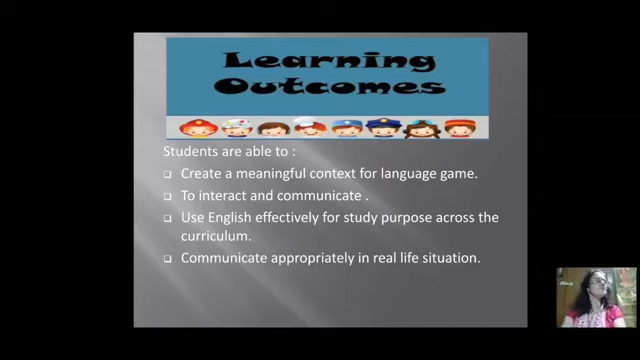 Learning
Outcomes
Students are able to :
Create a meaningful context for language game.
To interact and communicate .
Use English effectively for study purpose across the
curriculum.
Communicate appropriately in real life situation.